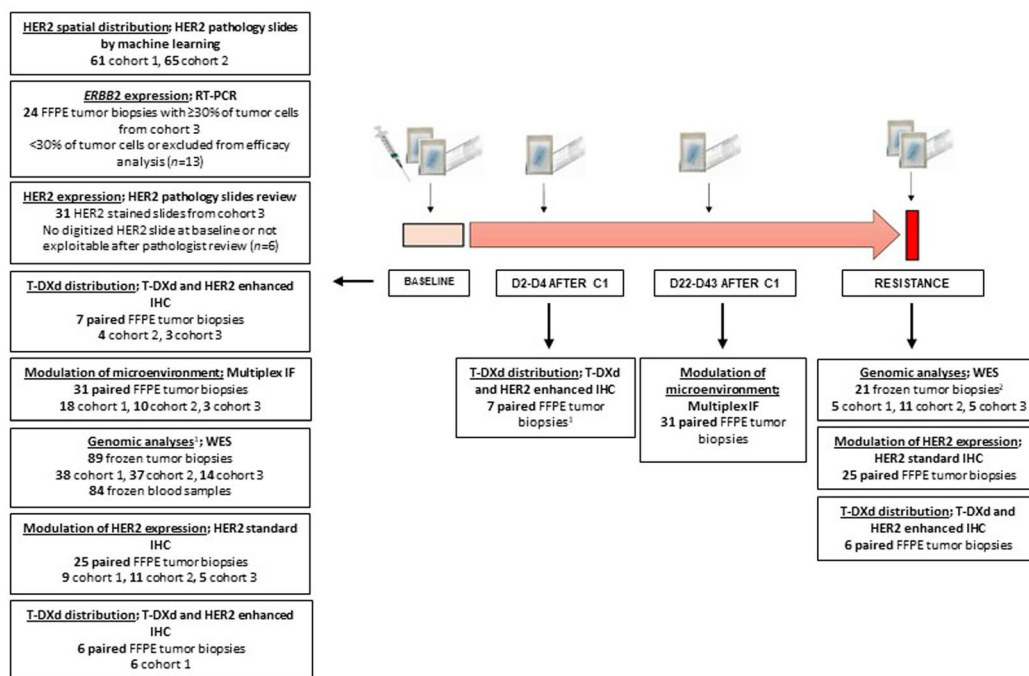 HER2 spatial distribution; HER2 pathology slides
by machine learning
61 cohort 1, 65 cohort 2
ERBB2 expression; RT-PCR
24 FFPE tumor biopsies with ≥30% of tumor cells
from cohort 3
<30% of tumor cells or excluded from efficacy
analysis (n=13)
HER2 expression; HER2 pathology slides review
31 HER2 stained slides from cohort 3
No digitized HER2 slide at baseline or not
exploitable after pathologist review (n=6)
T-DXd distribution; T-DXd and HER2 enhanced
IHC
7 paired FFPE tumor biopsies
4 cohort 2, 3 cohort 3
Modulation of microenvironment; Multiplex IF
31 paired FFPE tumor biopsies
18 cohort 1, 10 cohort 2, 3 cohort 3
Genomic analyses¹; WES
89 frozen tumor biopsies
38 cohort 1, 37 cohort 2, 14 cohort 3
84 frozen blood samples
Modulation of HER2 expression; HER2 standard
IHC
25 paired FFPE tumor biopsies
9 cohort 1, 11 cohort 2, 5 cohort 3
T-DXd distribution; T-DXd and HER2 enhanced
IHC
6 paired FFPE tumor biopsies
6 cohort 1
BASELINE
D2-D4 AFTER C1
D22-D43 AFTER C1
RESISTANCE
T-DXd distribution; T-DXd
and HER2 enhanced IHC
7 paired FFPE tumor
biopsies¹
Modulation of
microenvironment;
Multiplex IF
31 paired FFPE tumor
biopsies
Genomic analyses; WES
21 frozen tumor biopsies²
5 cohort 1, 11 cohort 2, 5 cohort 3
Modulation of HER2 expression;
HER2 standard IHC
25 paired FFPE tumor biopsies
T-DXd distribution; T-DXd and
HER2 enhanced IHC
6 paired FFPE tumor biopsies